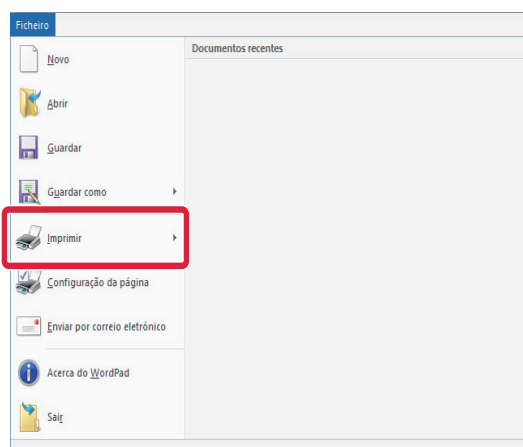 Ficheiro
Documentos recentes
Novo
Abrir
Guardar
Guardar como
Imprimir
Configuração da página
Enviar por correio eletrónico
Acerca do WordPad
Sair